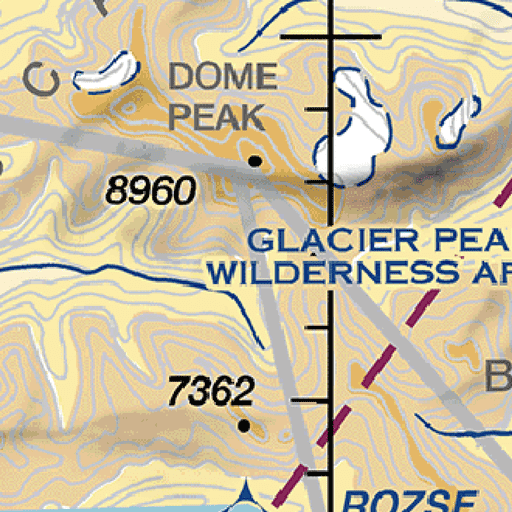 DOME
PEAK
8960
GLACIER PEA
WILDERNESS AR
7362
B
ROZSE
C